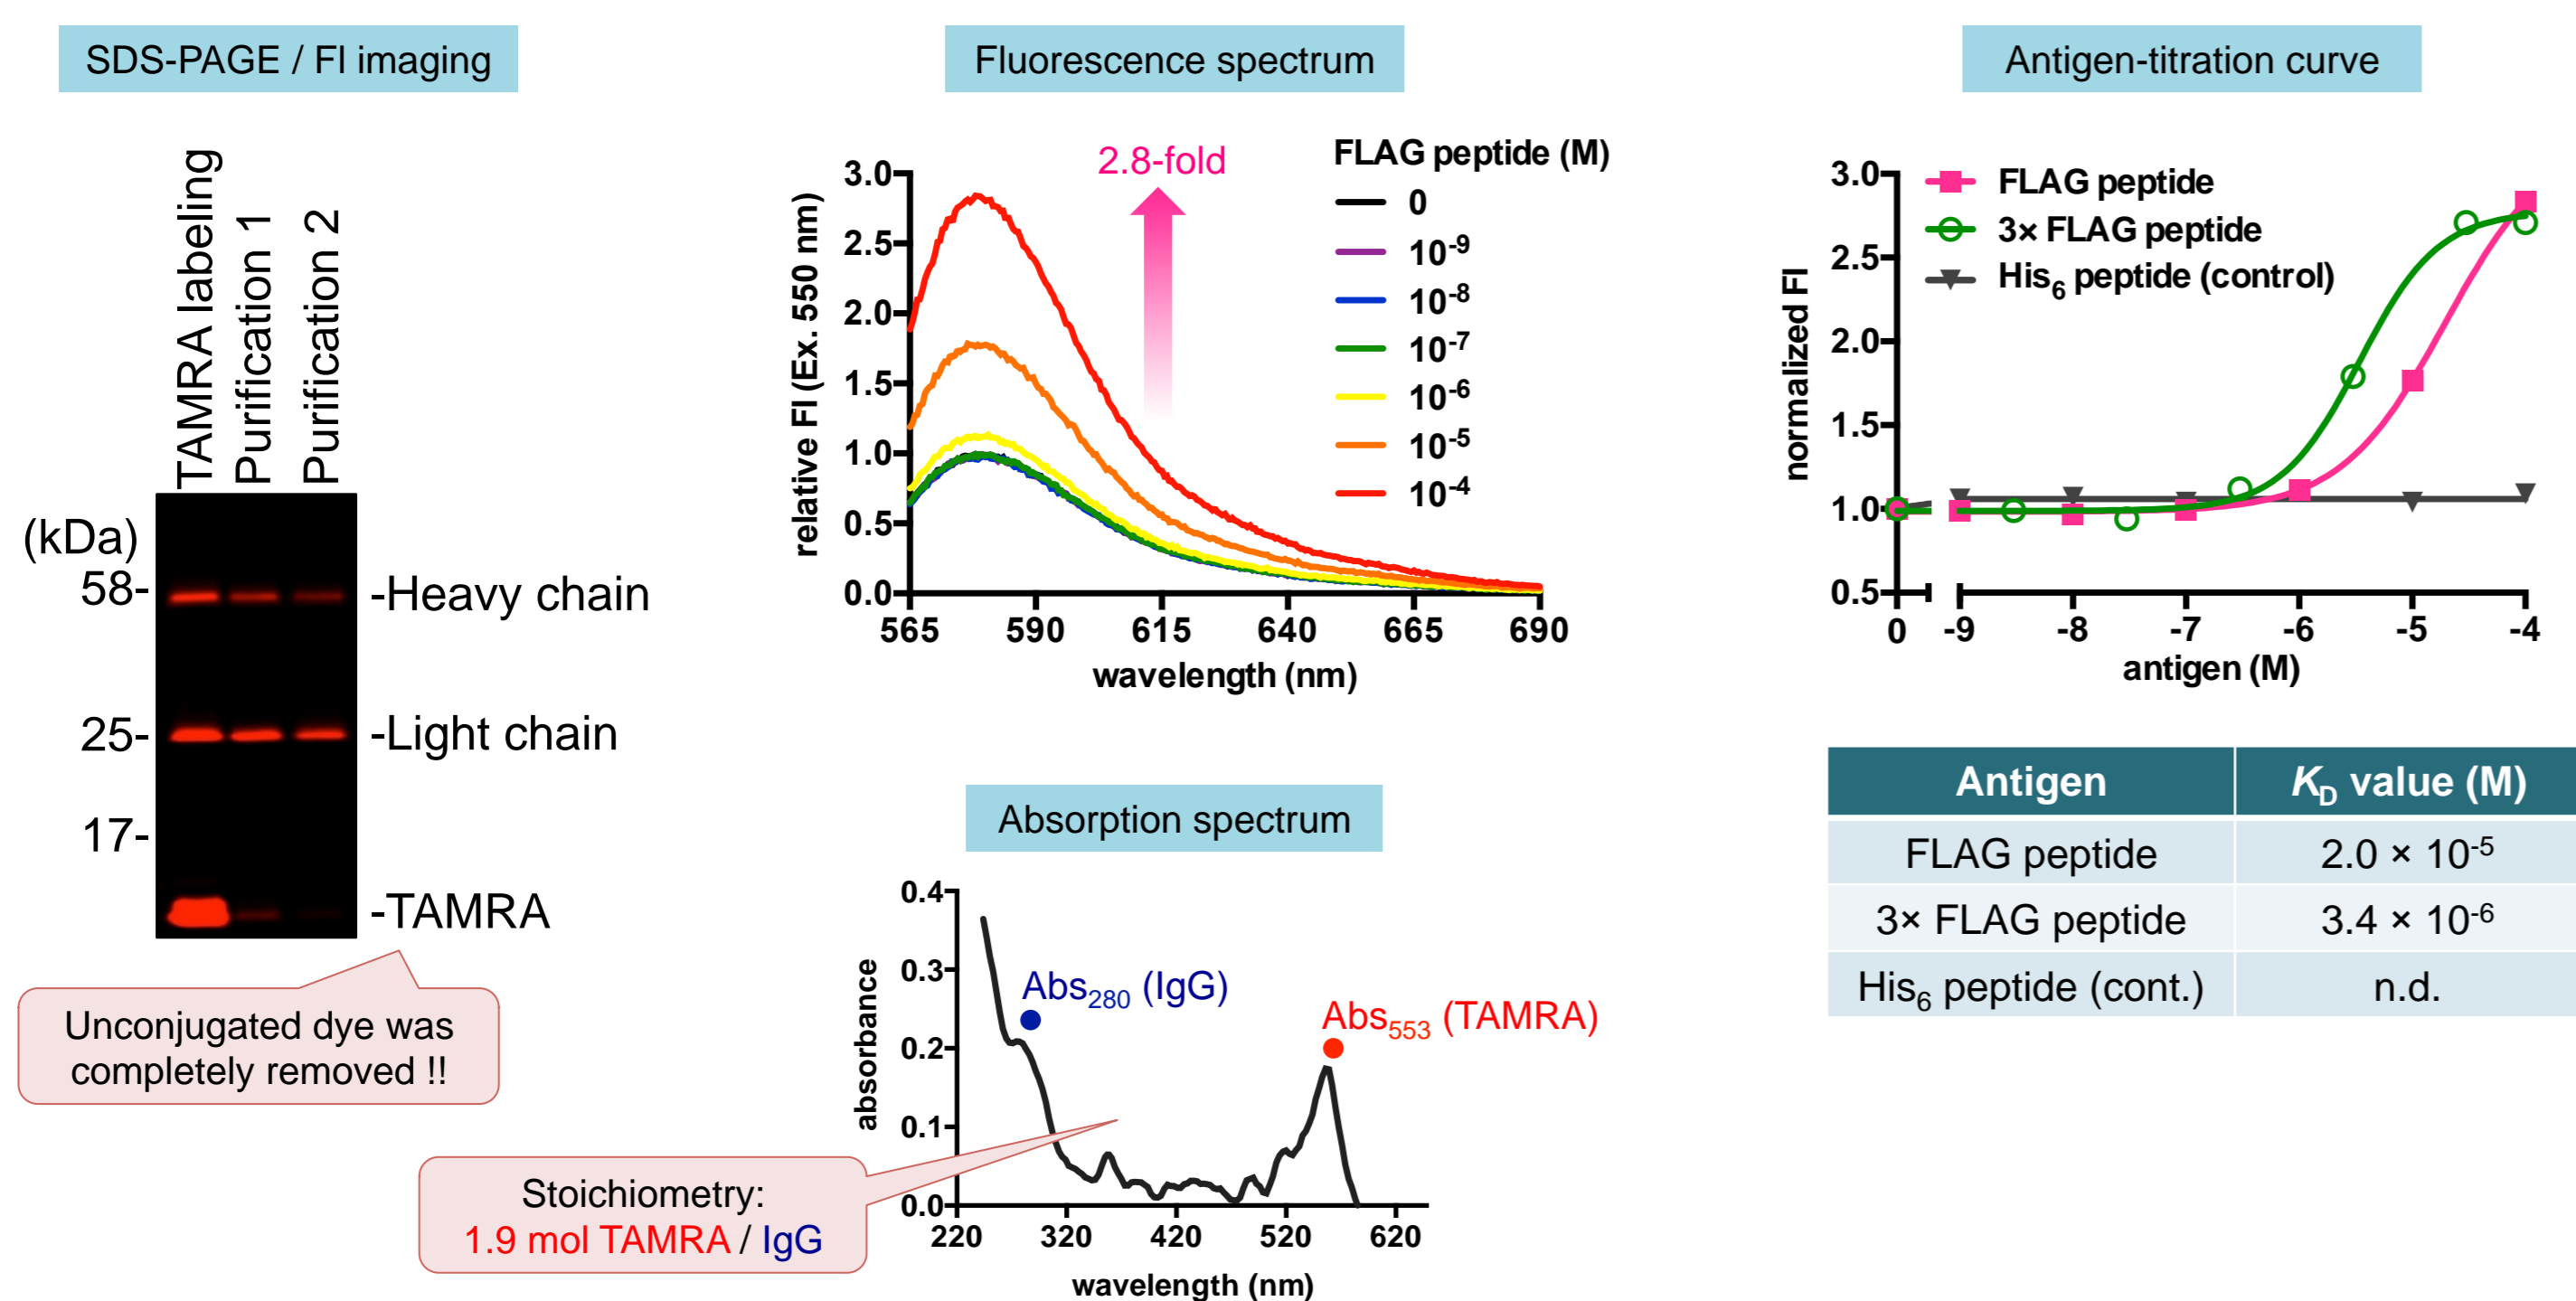 SDS-PAGE / FI imaging
TAMRA labeling
Purification 1
Purification 2
(kDa)
58-
25-
17-
-Heavy chain
-Light chain
-TAMRA
Unconjugated dye was
completely removed !!
Fluorescence spectrum
2.8-fold
FLAG peptide (M)
0
10⁻⁹
10⁻⁸
10⁻⁷
10⁻⁶
10⁻⁵
10⁻⁴
relative FI (Ex. 550 nm)
3.0
2.5
2.0
1.5
1.0
0.5
0.0
565 590 615 640 665 690
wavelength (nm)
Absorption spectrum
absorbance
0.4
0.3
0.2
0.1
0.0
Abs₂₈₀ (IgG)
Abs₅₅₃ (TAMRA)
220 320 420 520 620
wavelength (nm)
Stoichiometry:
1.9 mol TAMRA / IgG
Antigen-titration curve
FLAG peptide
3× FLAG peptide
His₆ peptide (control)
normalized FI
3.0
2.5
2.0
1.5
1.0
0.5
0 -9 -8 -7 -6 -5 -4
antigen (M)
Antigen K_D value (M)
FLAG peptide 2.0 × 10⁻⁵
3× FLAG peptide 3.4 × 10⁻⁶
His₆ peptide (cont.) n.d.